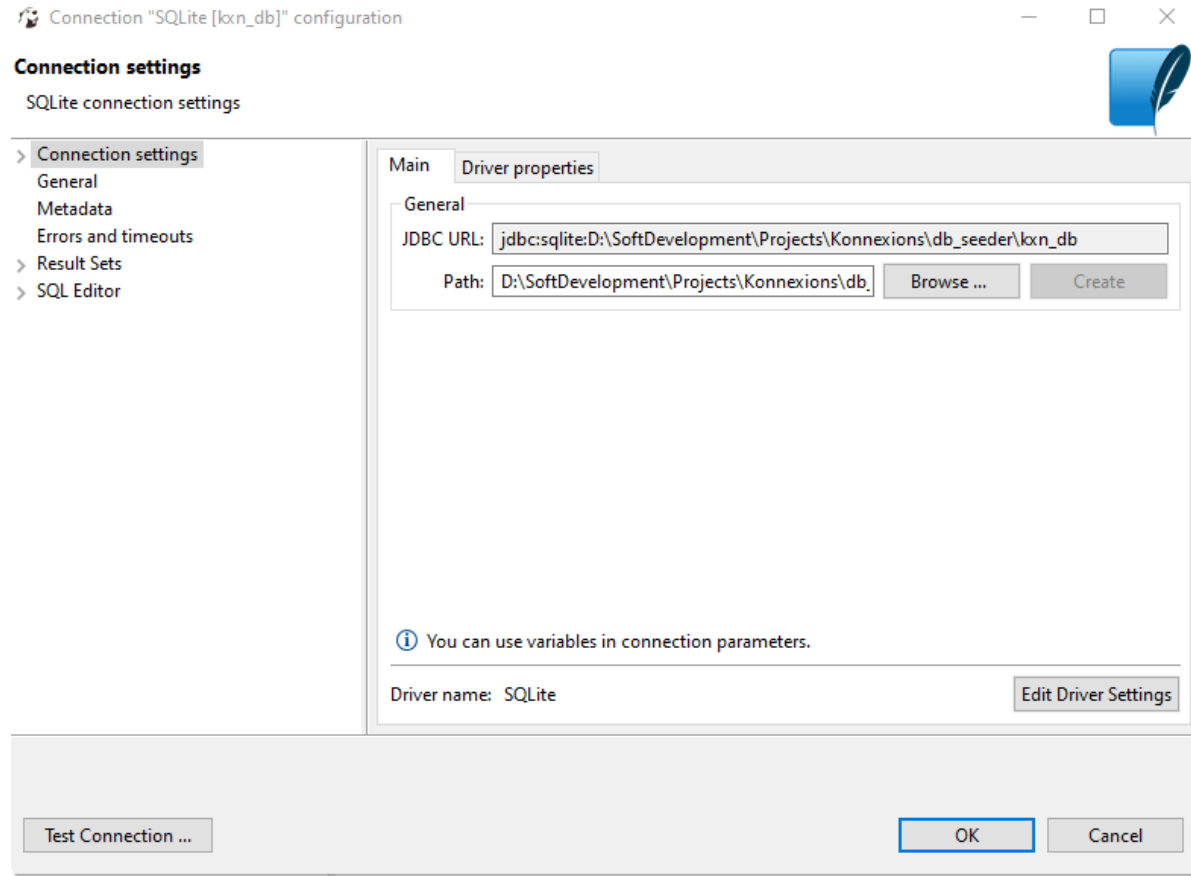 Connection "SQLite [kxn_db]" configuration
Connection settings
SQLite connection settings
Connection settings
General
Metadata
Errors and timeouts
Result Sets
SQL Editor
Main Driver properties
General
JDBC URL: jdbc:sqlite:D:\SoftDevelopment\Projects\Konnexions\db_seeder\kxn_db
Path: D:\SoftDevelopment\Projects\Konnexions\db_ Browse ... Create
You can use variables in connection parameters.
Driver name: SQLite Edit Driver Settings
Test Connection ... OK Cancel